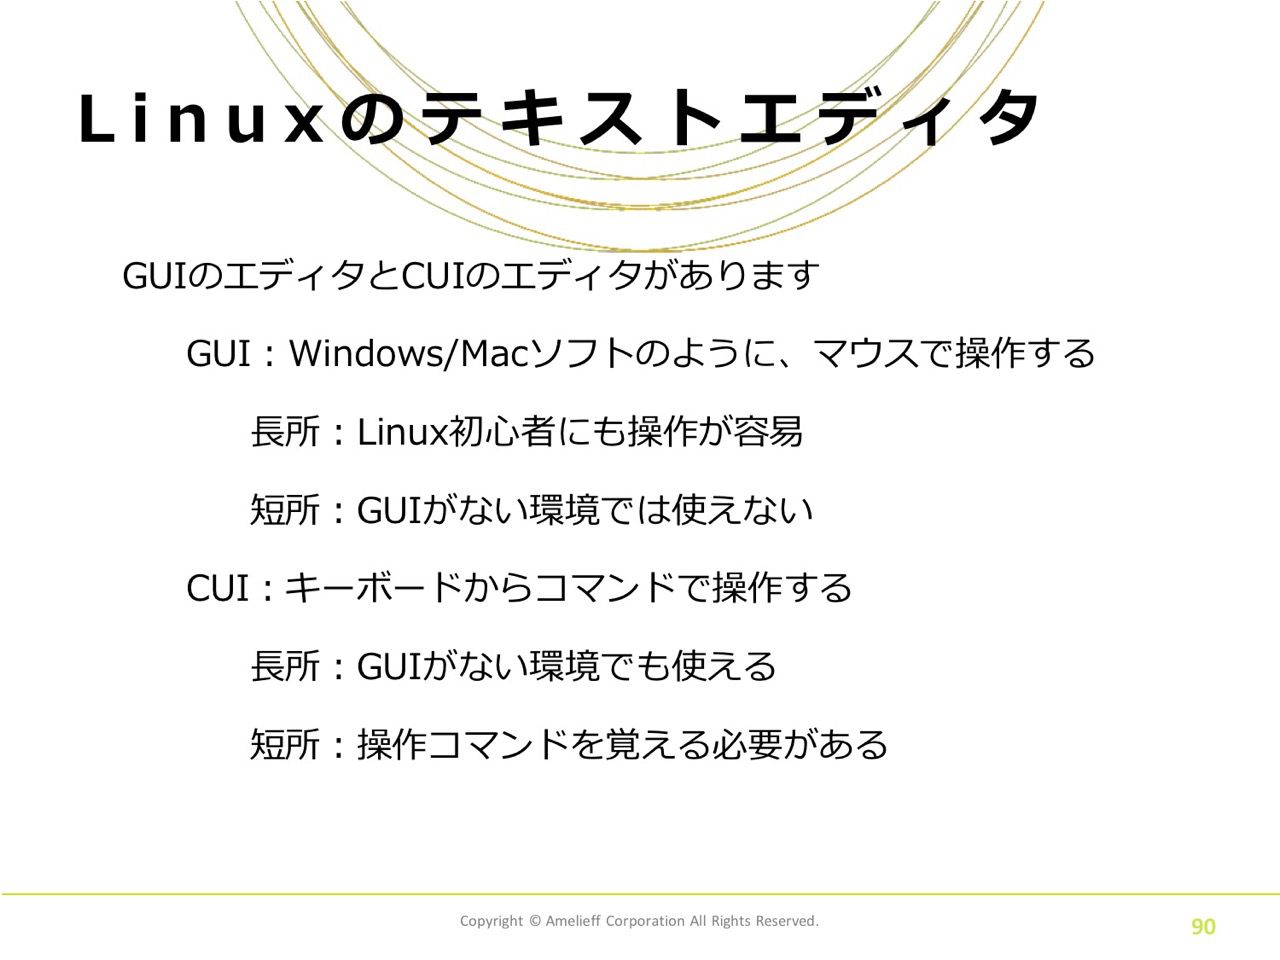 Linuxのテキストエディタ
GUIのエディタとCUIのエディタがあります
GUI：Windows/Macソフトのように、マウスで操作する
長所：Linux初心者にも操作が容易
短所：GUIがない環境では使えない
CUI：キーボードからコマンドで操作する
長所：GUIがない環境でも使える
短所：操作コマンドを覚える必要がある
Copyright © Amelieff Corporation All Rights Reserved.
90